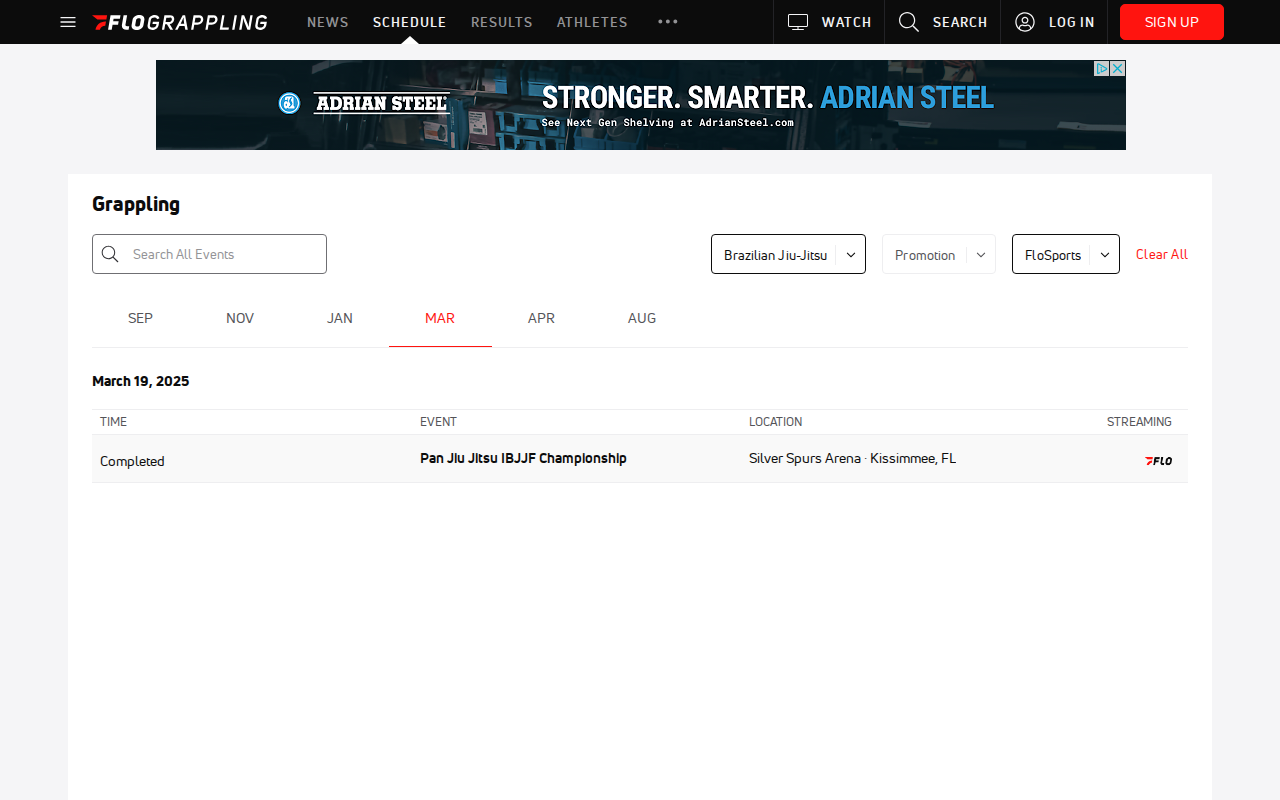 FLOGRAPPLING NEWS SCHEDULE RESULTS ATHLETES WATCH SEARCH LOG IN SIGN UP
ADRIAN STEEL
STRONGER. SMARTER. ADRIAN STEEL
See Next Gen Shelving at AdrianSteel.com
Grappling
Search All Events Brazilian Jiu-Jitsu Promotion FloSports Clear All
SEP NOV JAN MAR APR AUG
March 19, 2025
TIME EVENT LOCATION STREAMING
Completed Pan Jiu Jitsu IBJJF Championship Silver Spurs Arena · Kissimmee, FL FLO